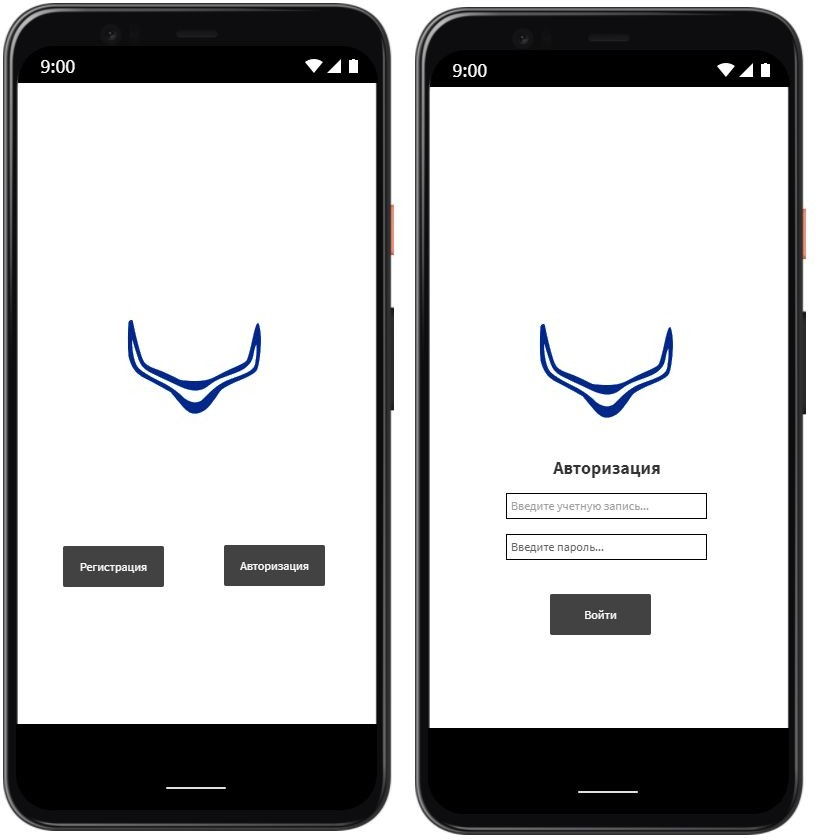 9:00
Регистрация
Авторизация
9:00
Авторизация
Введите учетную запись...
Введите пароль...
Войти